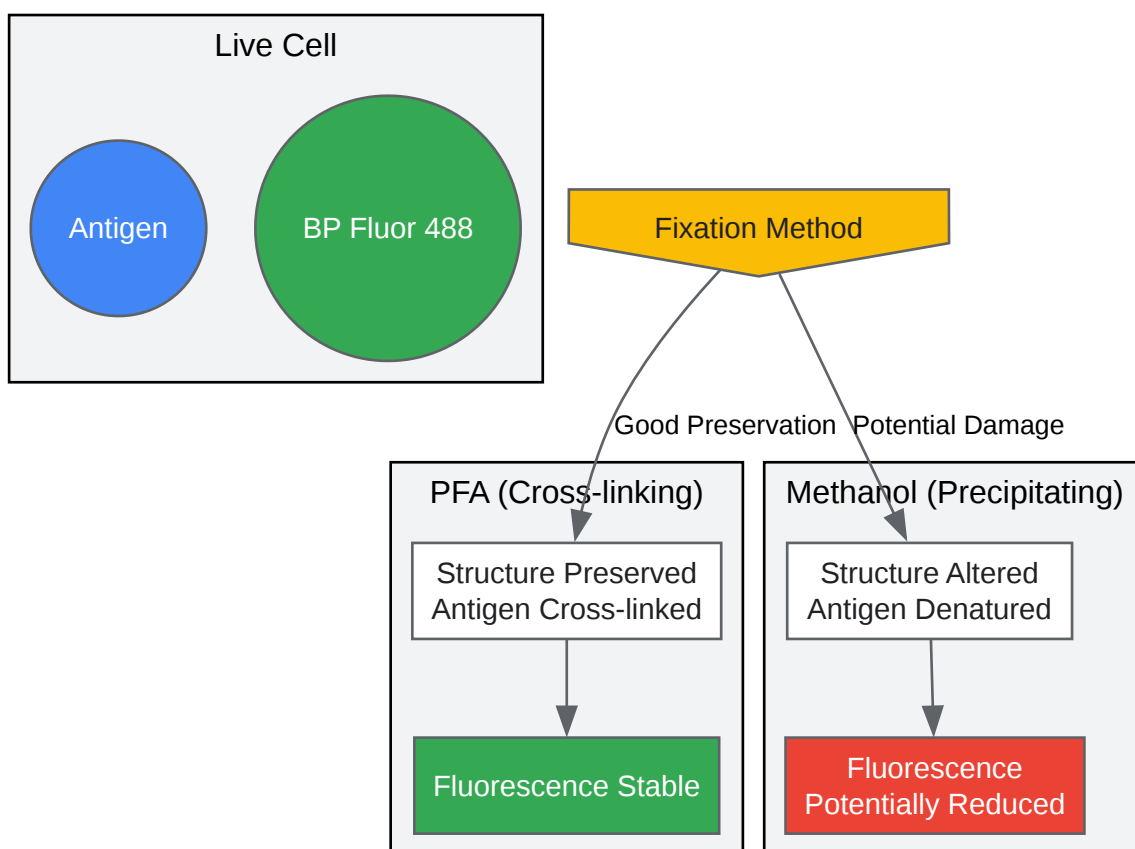 Live Cell
Antigen
BP Fluor 488
Fixation Method
Good Preservation
Potential Damage
PFA (Cross-linking)
Structure Preserved
Antigen Cross-linked
Fluorescence Stable
Methanol (Precipitating)
Structure Altered
Antigen Denatured
Fluorescence
Potentially Reduced